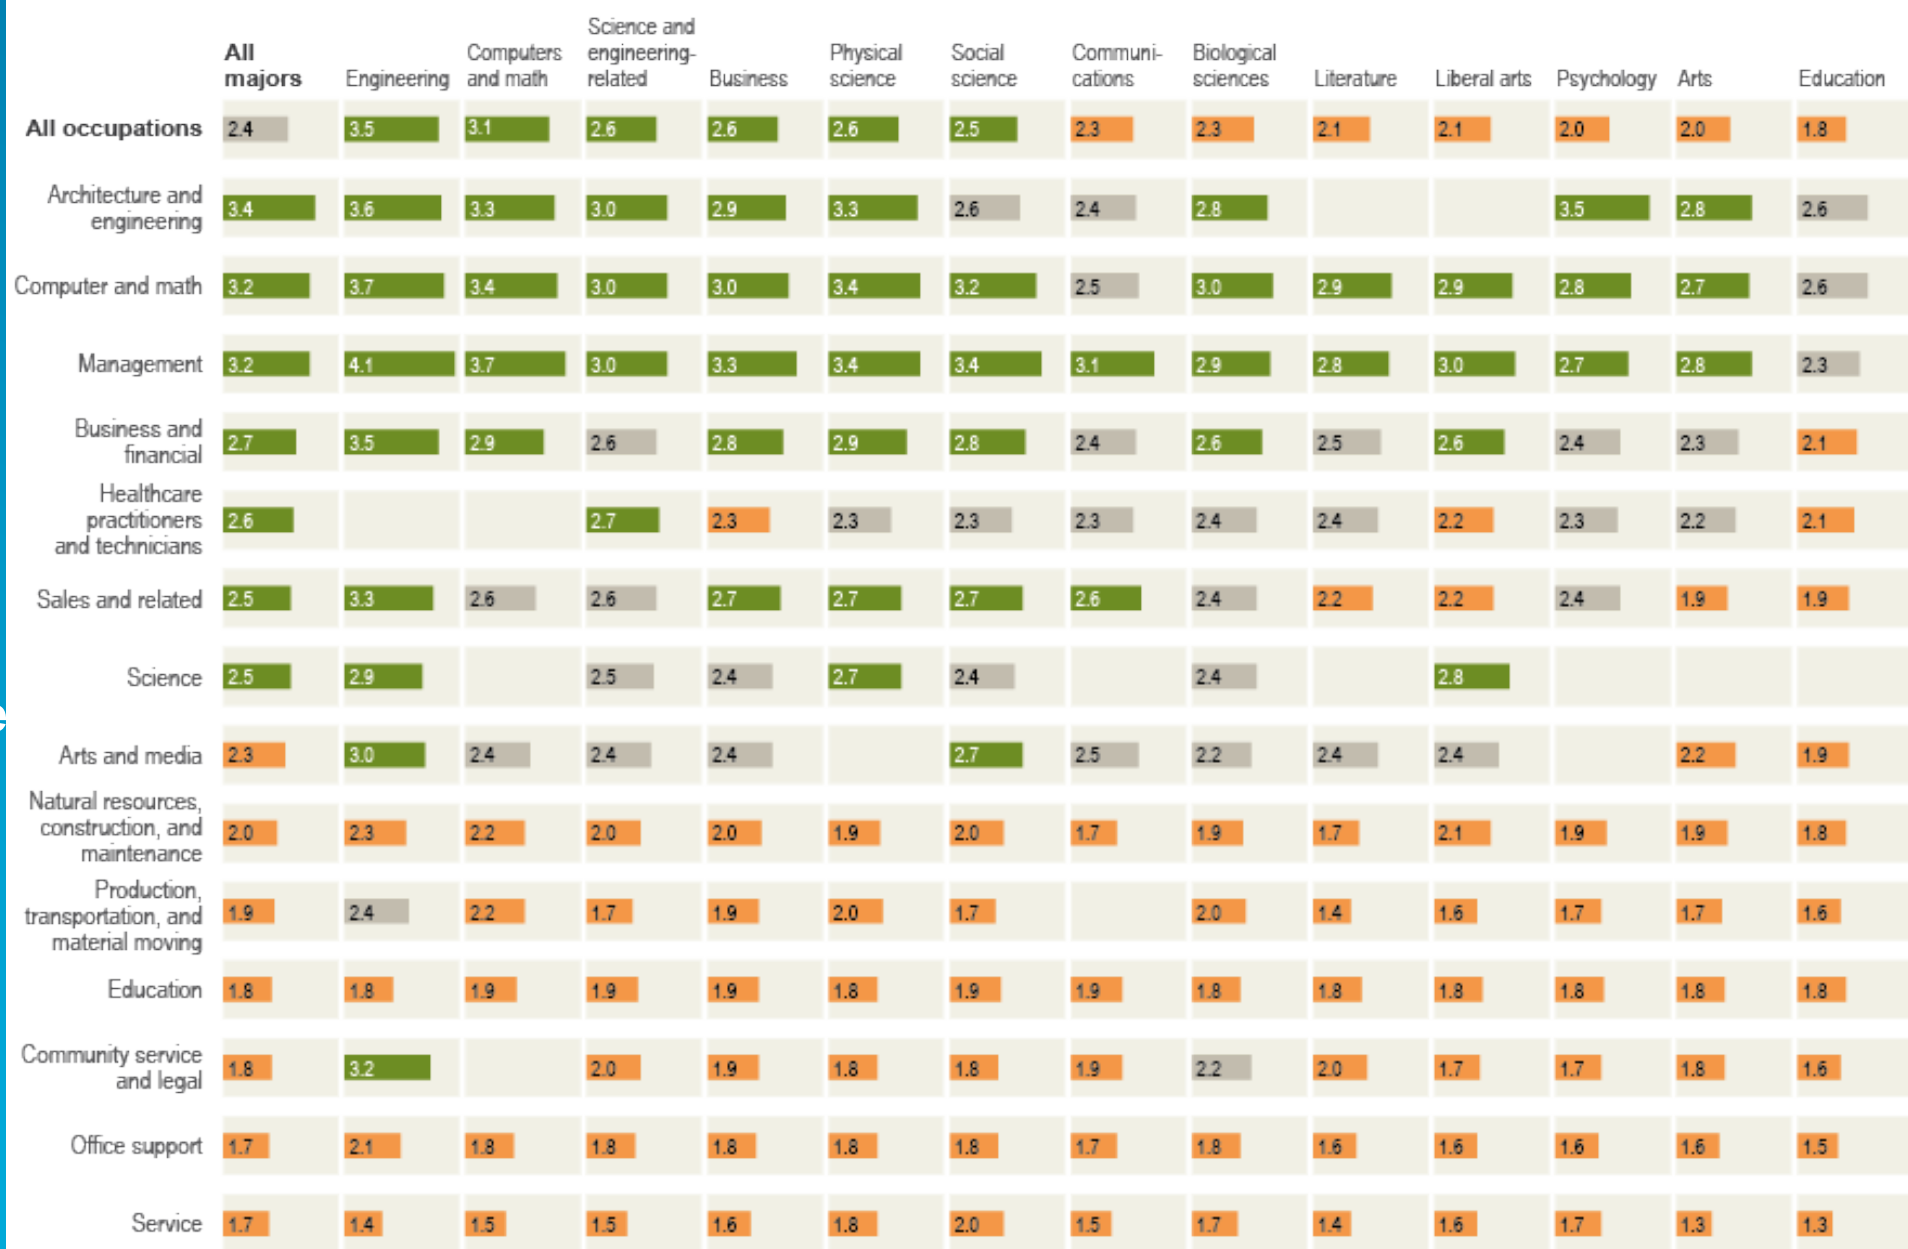 All majors
Engineering
Computers and math
Science and engineering-related
Business
Physical science
Social science
Communi-cations
Biological sciences
Literature
Liberal arts
Psychology
Arts
Education
All occupations 2.4 3.5 3.1 2.6 2.6 2.6 2.5 2.3 2.3 2.1 2.1 2.0 2.0 1.8
Architecture and engineering 3.4 3.6 3.3 3.0 2.9 3.3 2.6 2.4 2.8 3.5 2.8 2.6
Computer and math 3.2 3.7 3.4 3.0 3.0 3.4 3.2 2.5 3.0 2.9 2.9 2.8 2.7 2.6
Management 3.2 4.1 3.7 3.0 3.3 3.4 3.4 3.1 2.9 2.8 3.0 2.7 2.8 2.3
Business and financial 2.7 3.5 2.9 2.6 2.8 2.9 2.8 2.4 2.6 2.5 2.6 2.4 2.3 2.1
Healthcare practitioners and technicians 2.6 2.7 2.3 2.3 2.3 2.3 2.4 2.4 2.2 2.3 2.2 2.1
Sales and related 2.5 3.3 2.6 2.6 2.7 2.7 2.7 2.6 2.4 2.2 2.2 2.4 1.9 1.9
Science 2.5 2.9 2.5 2.4 2.7 2.4 2.4 2.8
Arts and media 2.3 3.0 2.4 2.4 2.4 2.7 2.5 2.2 2.4 2.4 2.2 1.9
Natural resources, construction, and maintenance 2.0 2.3 2.2 2.0 2.0 1.9 2.0 1.7 1.9 1.7 2.1 1.9 1.9 1.8
Production, transportation, and material moving 1.9 2.4 2.2 1.7 1.9 2.0 1.7 2.0 1.4 1.6 1.7 1.7 1.6
Education 1.8 1.8 1.9 1.9 1.9 1.8 1.9 1.9 1.8 1.8 1.8 1.8 1.8 1.8
Community service and legal 1.8 3.2 2.0 1.9 1.8 1.8 1.9 2.2 2.0 1.7 1.7 1.8 1.6
Office support 1.7 2.1 1.8 1.8 1.8 1.8 1.8 1.7 1.8 1.6 1.6 1.6 1.6 1.5
Service 1.7 1.4 1.5 1.5 1.6 1.8 2.0 1.5 1.7 1.4 1.6 1.7 1.3 1.3